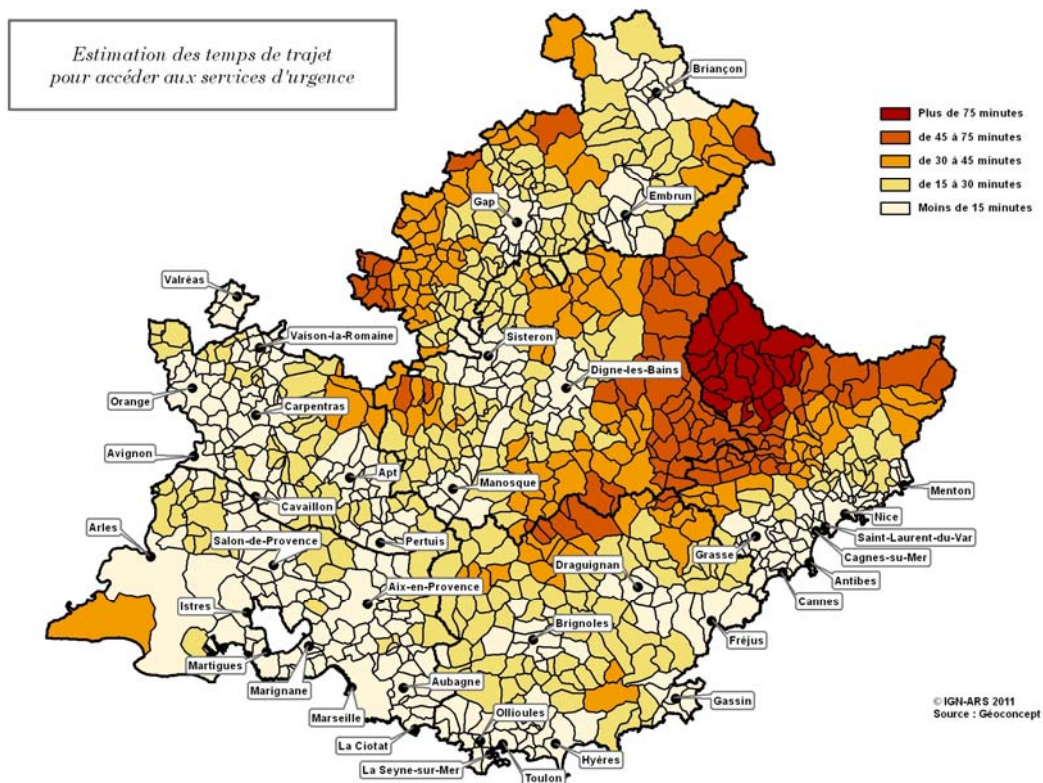 Estimation des temps de trajet
pour accéder aux services d'urgence
Briançon
Plus de 75 minutes
de 45 à 75 minutes
de 30 à 45 minutes
de 15 à 30 minutes
Moins de 15 minutes
Gap
Embrun
Valréas
Vaison-la-Romaine
Sisteron
Digne-les-Bains
Orange
Carpentras
Avignon
Apt
Manosque
Cavaillon
Menton
Nice
Arles
Salon-de-Provence
Pertuis
Grasse
Saint-Laurent-du-Var
Cagnes-su-Mer
Draguignan
Antibes
Aix-en-Provence
Cannes
Istres
Brignoles
Fréjus
Martigues
Marignane
Aubagne
Gassin
Marseille
Ollioules
La Ciotat
Hyéres
La Seyne-sur-Mer
Toulon
© IGN-ARS 2011
Source : Géoconcept